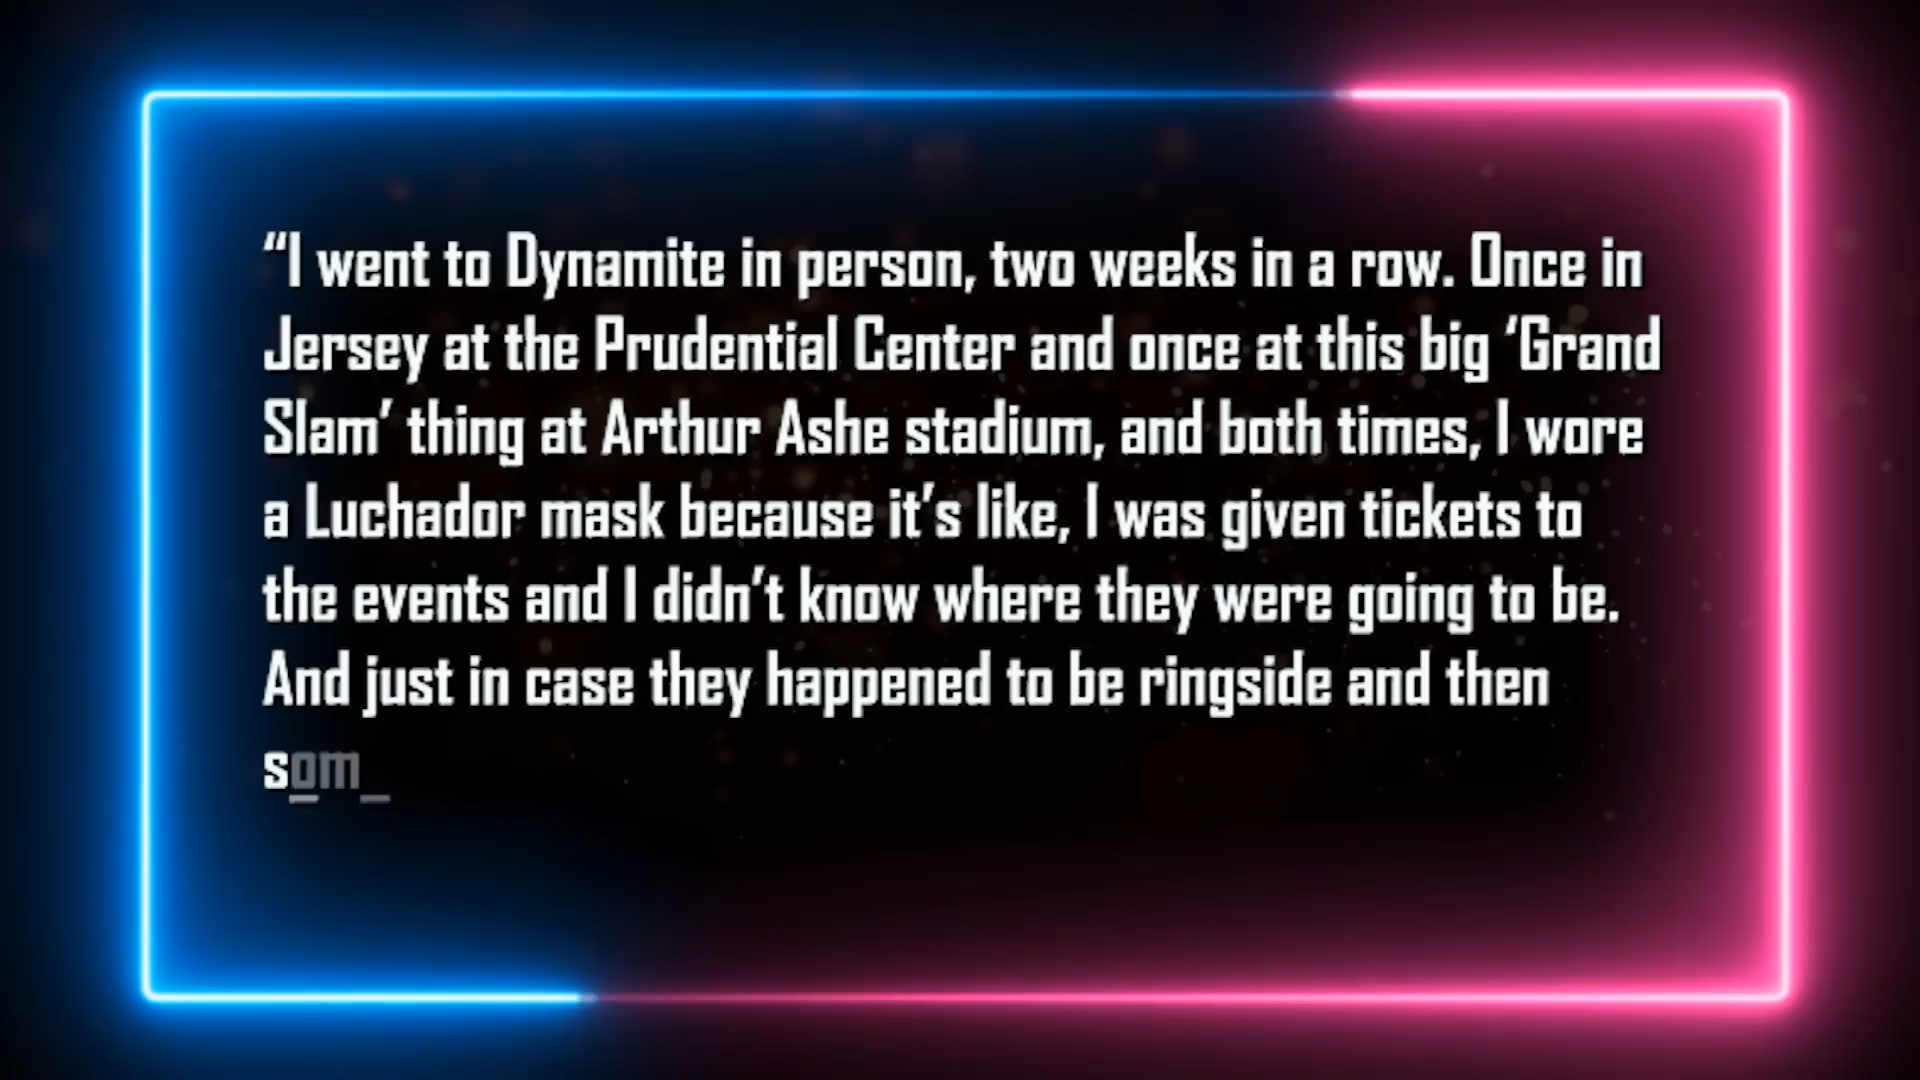 “I went to Dynamite in person, two weeks in a row. Once in
Jersey at the Prudential Center and once at this big ‘Grand
Slam’ thing at Arthur Ashe stadium, and both times, I wore
a Luchador mask because it’s like, I was given tickets to
the events and I didn’t know where they were going to be.
And just in case they happened to be ringside and then
som_